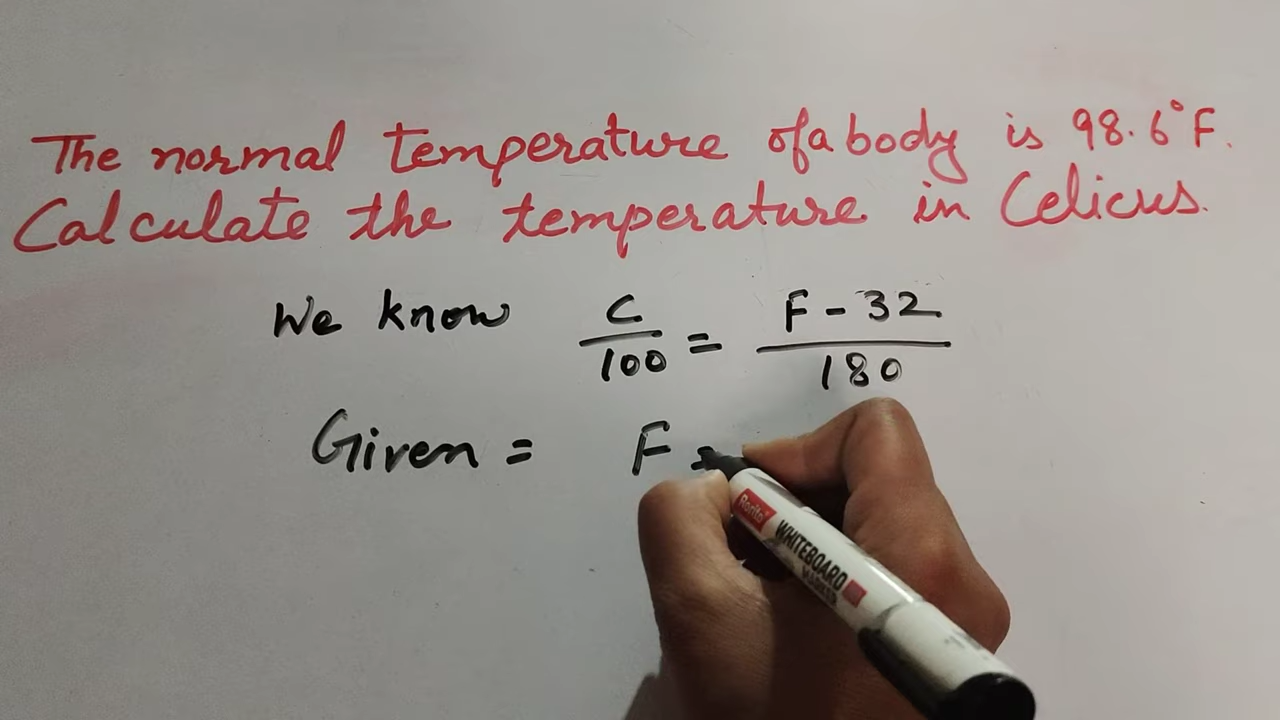 The normal temperature of a body is 98.6°F.
Calculate the temperature in Celicus.
We know C/100 = F - 32/180
Given = F =
Rorito
WHITEBOARD
MARKER